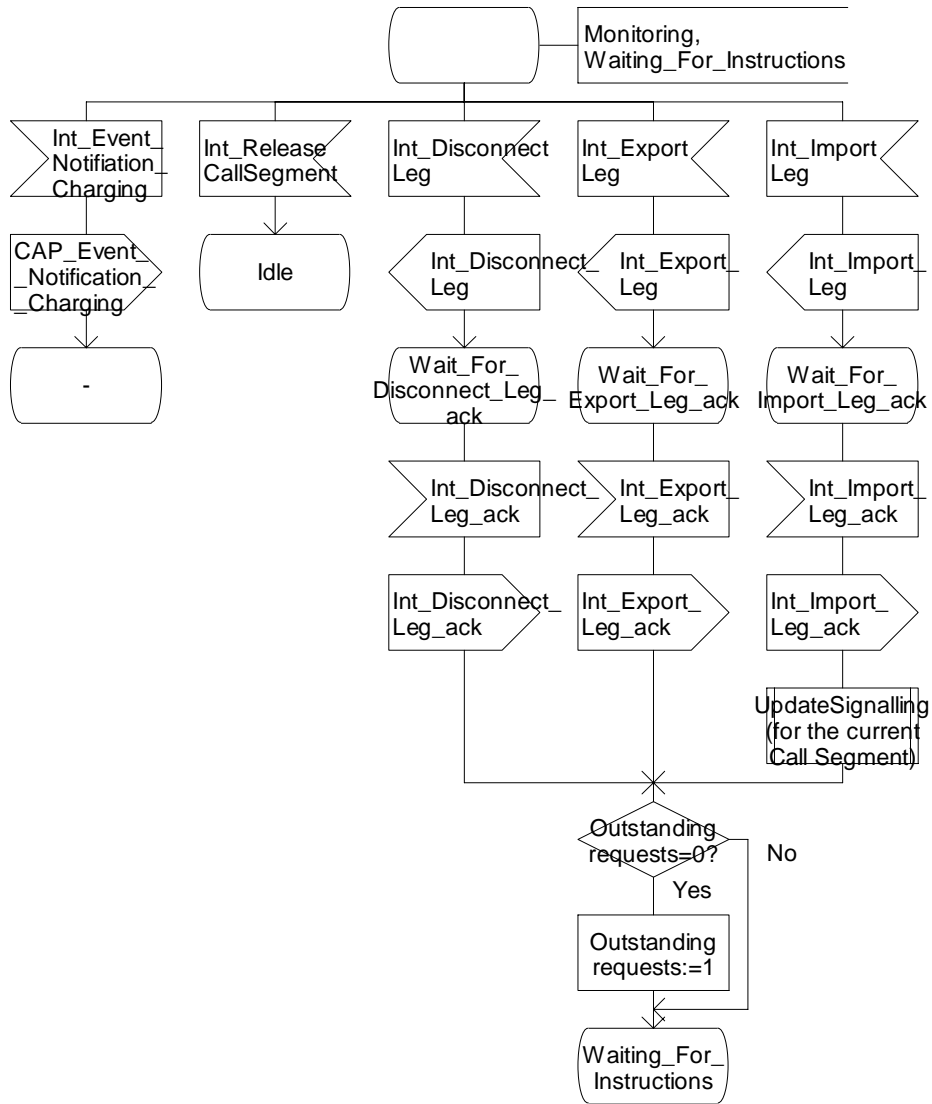 Monitoring,
Waiting_For_Instructions
Int_Event_
Notifiation_
Charging
Int_Release
CallSegment
Int_Disconnect
Leg
Int_Export
Leg
Int_Import
Leg
CAP_Event_
_Notification_
_Charging
Idle
Int_Disconnect_
Leg
Int_Export_
Leg
Int_Import_
Leg
-
Wait_For_
Disconnect_Leg_
ack
Wait_For_
Export_Leg_ack
Wait_For_
Import_Leg_ack
Int_Disconnect_
Leg_ack
Int_Export_
Leg_ack
Int_Import_
Leg_ack
Int_Disconnect_
Leg_ack
Int_Export_
Leg_ack
Int_Import_
Leg_ack
UpdateSignalling
(for the current
Call Segment)
Outstanding
requests=0?
No
Yes
Outstanding
requests:=1
Waiting_For_
Instructions